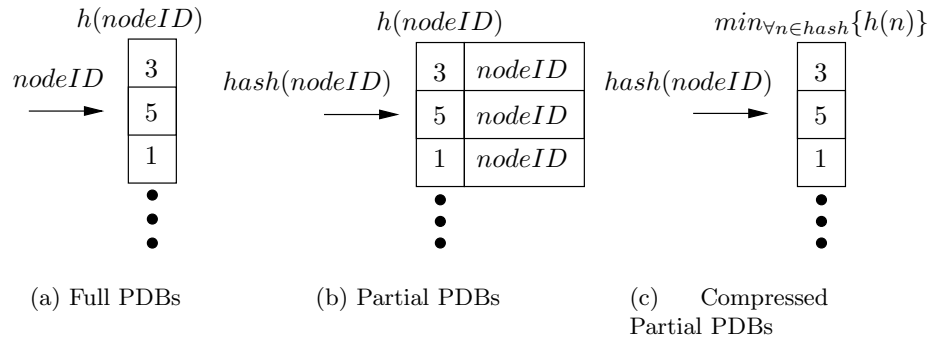 h(nodeID)
nodeID
3
5
1
(a) Full PDBs
h(nodeID)
hash(nodeID)
3 nodeID
5 nodeID
1 nodeID
(b) Partial PDBs
min∀n∈hash{h(n)}
hash(nodeID)
3
5
1
(c) Compressed
Partial PDBs